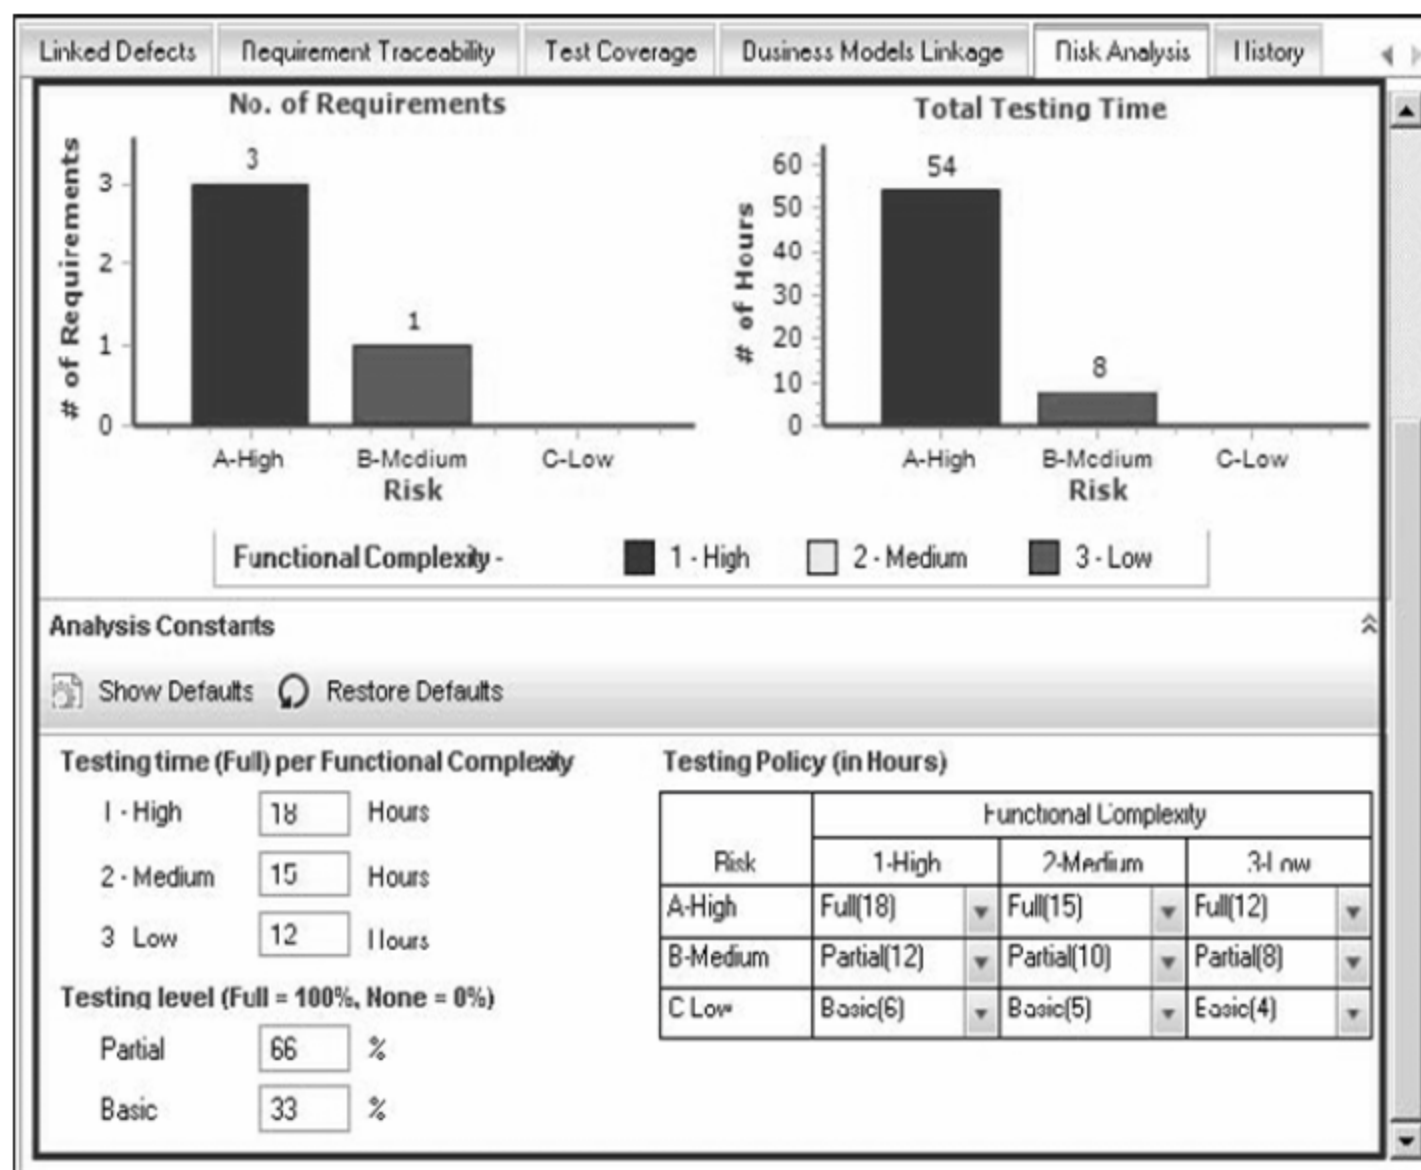 Linked Defects Requirement Traceability Test Coverage Business Models Linkage Risk Analysis History
No. of Requirements
# of Requirements
3
2
1
0
3
1
A-High B-Medium C-Low
Risk
Total Testing Time
# of Hours
60
50
40
30
20
10
0
54
8
A-High B-Medium C-Low
Risk
Functional Complexity - 1 - High 2 - Medium 3 - Low
Analysis Constants
Show Defaults Restore Defaults
Testing time (Full) per Functional Complexity
1 - High 18 Hours
2 - Medium 15 Hours
3 Low 12 Hours
Testing level (Full = 100%, None = 0%)
Partial 66 %
Basic 33 %
Testing Policy (in Hours)
Functional Complexity
Risk 1-High 2-Medium 3-Low
A-High Full(18) Full(15) Full(12)
B-Medium Partial(12) Partial(10) Partial(8)
C Low Basic(6) Basic(5) Basic(4)